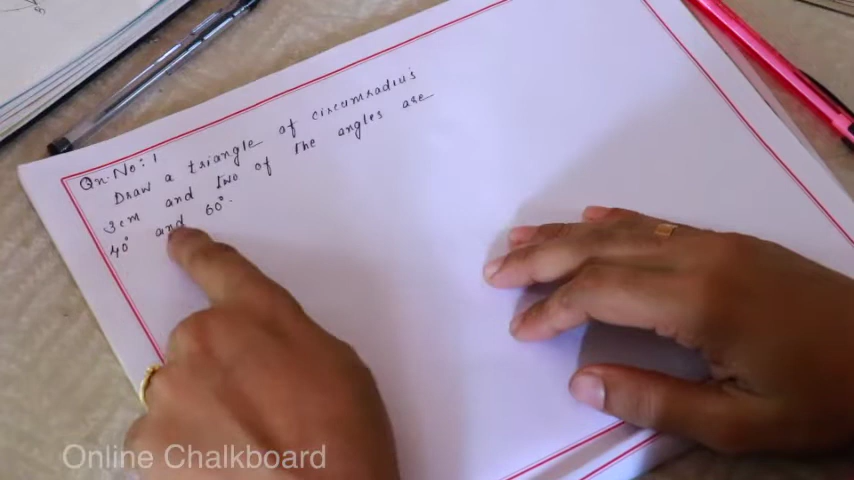 Qn.No: 1
Draw a triangle of circumradius
3cm and two of the angles are
40° and 60°.
Online Chalkboard